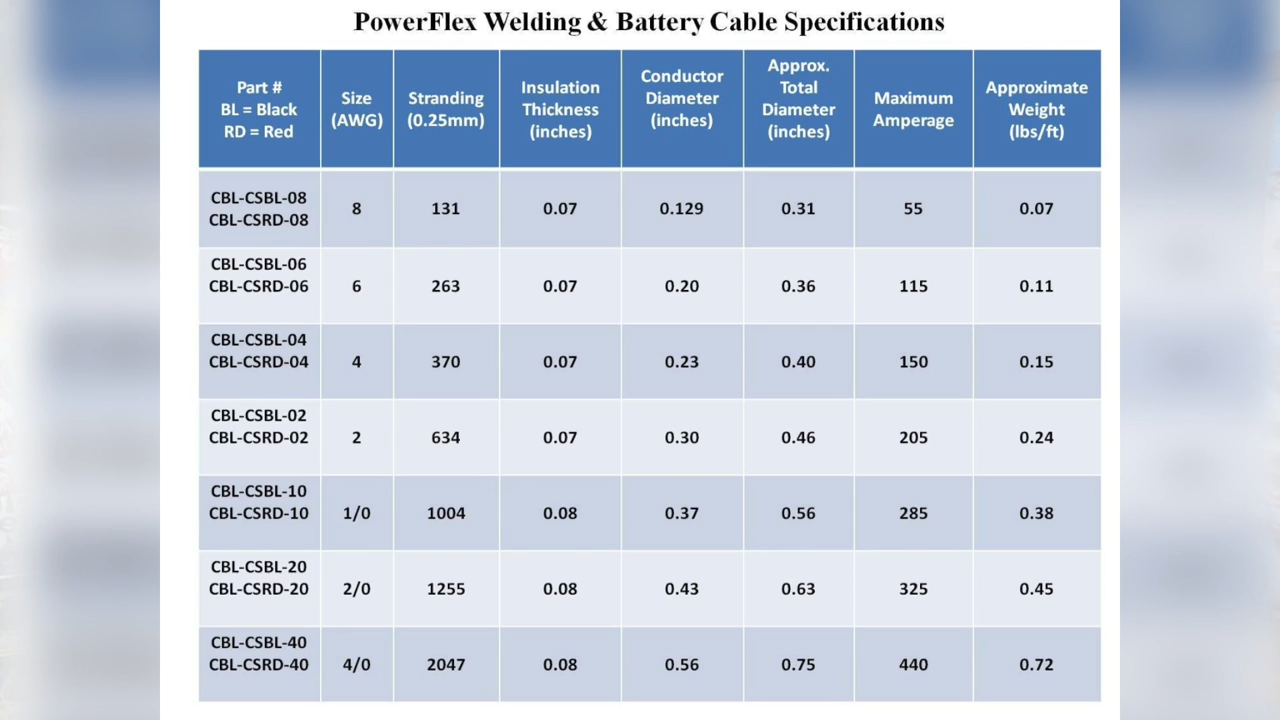 PowerFlex Welding & Battery Cable Specifications
Part #
BL = Black
RD = Red
Size
(AWG)
Stranding
(0.25mm)
Insulation
Thickness
(inches)
Conductor
Diameter
(inches)
Approx.
Total
Diameter
(inches)
Maximum
Amperage
Approximate
Weight
(lbs/ft)
CBL-CSBL-08
CBL-CSRD-08
8
131
0.07
0.129
0.31
55
0.07
CBL-CSBL-06
CBL-CSRD-06
6
263
0.07
0.20
0.36
115
0.11
CBL-CSBL-04
CBL-CSRD-04
4
370
0.07
0.23
0.40
150
0.15
CBL-CSBL-02
CBL-CSRD-02
2
634
0.07
0.30
0.46
205
0.24
CBL-CSBL-10
CBL-CSRD-10
1/0
1004
0.08
0.37
0.56
285
0.38
CBL-CSBL-20
CBL-CSRD-20
2/0
1255
0.08
0.43
0.63
325
0.45
CBL-CSBL-40
CBL-CSRD-40
4/0
2047
0.08
0.56
0.75
440
0.72